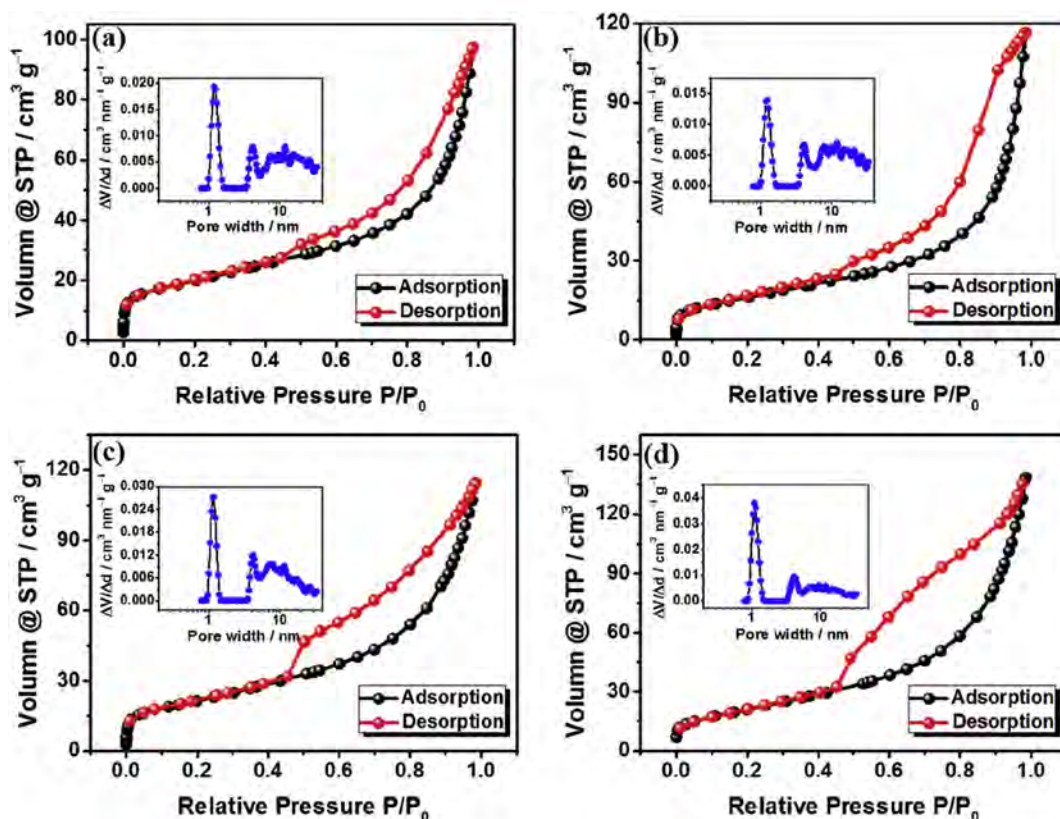 (a)
Volumn @ STP / cm³ g⁻¹
100
80
60
40
20
0
ΔV/Δd / cm³ nm⁻¹ g⁻¹
0.020
0.015
0.010
0.005
0.000
1 10
Pore width / nm
Adsorption
Desorption
0.0 0.2 0.4 0.6 0.8 1.0
Relative Pressure P/P₀
(b)
Volumn @ STP / cm³ g⁻¹
120
90
60
30
0
ΔV/Δd / cm³ nm⁻¹ g⁻¹
0.015
0.010
0.005
0.000
1 10
Pore width / nm
Adsorption
Desorption
0.0 0.2 0.4 0.6 0.8 1.0
Relative Pressure P/P₀
(c)
Volumn @ STP / cm³ g⁻¹
120
90
60
30
0
ΔV/Δd / cm³ nm⁻¹ g⁻¹
0.030
0.024
0.018
0.012
0.006
0.000
1 10
Pore width / nm
Adsorption
Desorption
0.0 0.2 0.4 0.6 0.8 1.0
Relative Pressure P/P₀
(d)
Volumn @ STP / cm³ g⁻¹
150
120
90
60
30
0
ΔV/Δd / cm³ nm⁻¹ g⁻¹
0.04
0.03
0.02
0.01
0.00
1 10
Pore width / nm
Adsorption
Desorption
0.0 0.2 0.4 0.6 0.8 1.0
Relative Pressure P/P₀